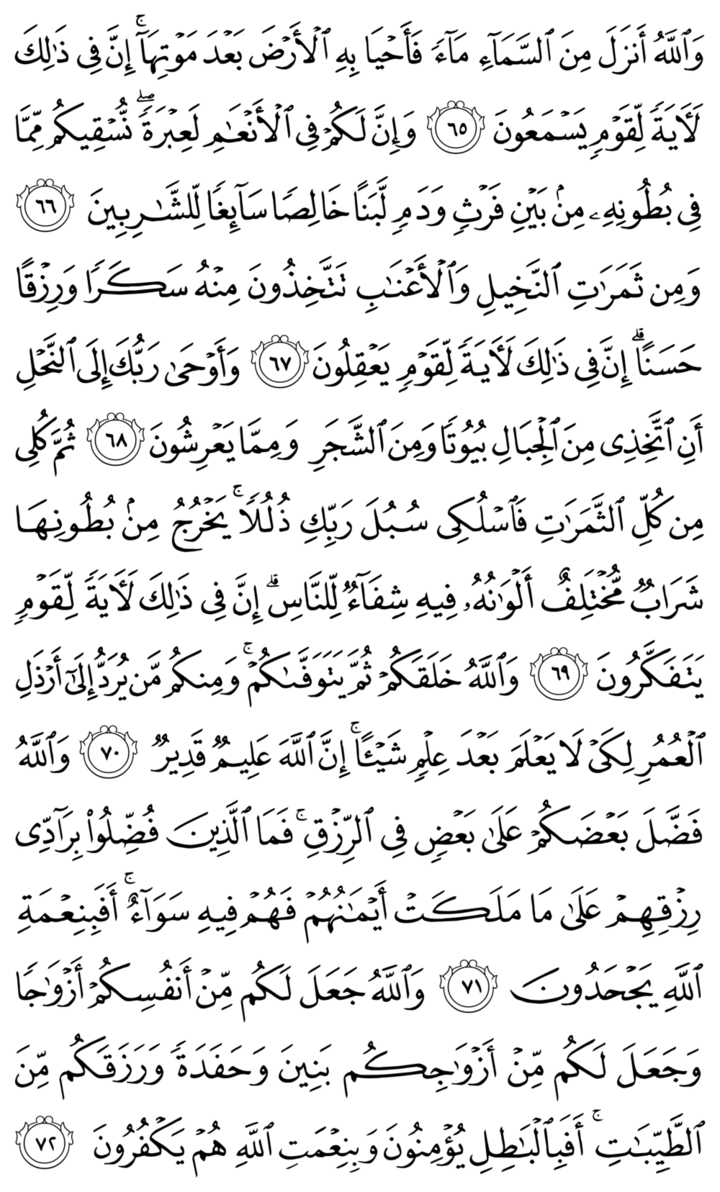 وَٱللَّهُ أَنزَلَ مِنَ ٱلسَّمَآءِ مَآءً فَأَحْيَا بِهِ ٱلْأَرْضَ بَعْدَ مَوْتِهَآۚ إِنَّ فِى ذَٰلِكَ
لَـَٔايَةً لِّقَوْمٍ يَسْمَعُونَ ٦٥ وَإِنَّ لَكُمْ فِى ٱلْأَنْعَٰمِ لَعِبْرَةًۖ نُّسْقِيكُم مِّمَّا
فِى بُطُونِهِۦ مِنۢ بَيْنِ فَرْثٍ وَدَمٍ لَّبَنًا خَالِصًا سَآئِغًا لِّلشَّٰرِبِينَ ٦٦
وَمِن ثَمَرَٰتِ ٱلنَّخِيلِ وَٱلْأَعْنَٰبِ تَتَّخِذُونَ مِنْهُ سَكَرًا وَرِزْقًا
حَسَنًاۗ إِنَّ فِى ذَٰلِكَ لَـَٔايَةً لِّقَوْمٍ يَعْقِلُونَ ٦٧ وَأَوْحَىٰ رَبُّكَ إِلَى ٱلنَّحْلِ
أَنِ ٱتَّخِذِى مِنَ ٱلْجِبَالِ بُيُوتًا وَمِنَ ٱلشَّجَرِ وَمِمَّا يَعْرِشُونَ ٦٨ ثُمَّ كُلِى
مِن كُلِّ ٱلثَّمَرَٰتِ فَٱسْلُكِى سُبُلَ رَبِّكِ ذُلُلًاۚ يَخْرُجُ مِنۢ بُطُونِهَا
شَرَابٌ مُّخْتَلِفٌ أَلْوَٰنُهُۥ فِيهِ شِفَآءٌ لِّلنَّاسِۗ إِنَّ فِى ذَٰلِكَ لَـَٔايَةً لِّقَوْمٍ
يَتَفَكَّرُونَ ٦٩ وَٱللَّهُ خَلَقَكُمْ ثُمَّ يَتَوَفَّىٰكُمْۚ وَمِنكُم مَّن يُرَدُّ إِلَىٰٓ أَرْذَلِ
ٱلْعُمُرِ لِكَىْ لَا يَعْلَمَ بَعْدَ عِلْمٍ شَيْـًٔاۚ إِنَّ ٱللَّهَ عَلِيمٌ قَدِيرٌ ٧٠ وَٱللَّهُ
فَضَّلَ بَعْضَكُمْ عَلَىٰ بَعْضٍ فِى ٱلرِّزْقِۚ فَمَا ٱلَّذِينَ فُضِّلُوا۟ بِرَآدِّى
رِزْقِهِمْ عَلَىٰ مَا مَلَكَتْ أَيْمَٰنُهُمْ فَهُمْ فِيهِ سَوَآءٌۚ أَفَبِنِعْمَةِ
ٱللَّهِ يَجْحَدُونَ ٧١ وَٱللَّهُ جَعَلَ لَكُم مِّنْ أَنفُسِكُمْ أَزْوَٰجًا
وَجَعَلَ لَكُم مِّنْ أَزْوَٰجِكُم بَنِينَ وَحَفَدَةً وَرَزَقَكُم مِّنَ
ٱلطَّيِّبَٰتِۚ أَفَبِٱلْبَٰطِلِ يُؤْمِنُونَ وَبِنِعْمَتِ ٱللَّهِ هُمْ يَكْفُرُونَ ٧٢